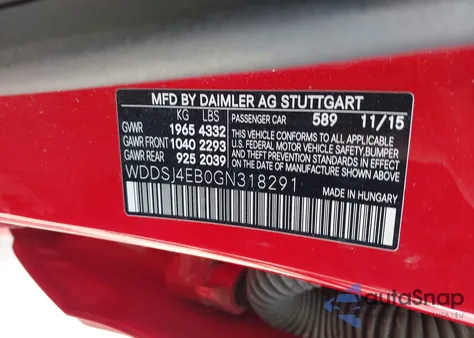 MFD BY DAIMLER AG STUTTGART
KG LBS PASSENGER CAR 589 11/15
GVWR 1965 4332 THIS VEHICLE CONFORMS TO ALL
GAWR FRONT 1040 2293 FEDERAL MOTOR VEHICLE SAFETY, BUMPER
GAWR REAR 925 2039 AND THEFT PREVENTION STANDARDS IN EFFECT
ON THE DATE OF MANUFACTURE SHOWN ABOVE
WDDSJ4EB0GN318291 MADE IN HUNGARY
autoSnap